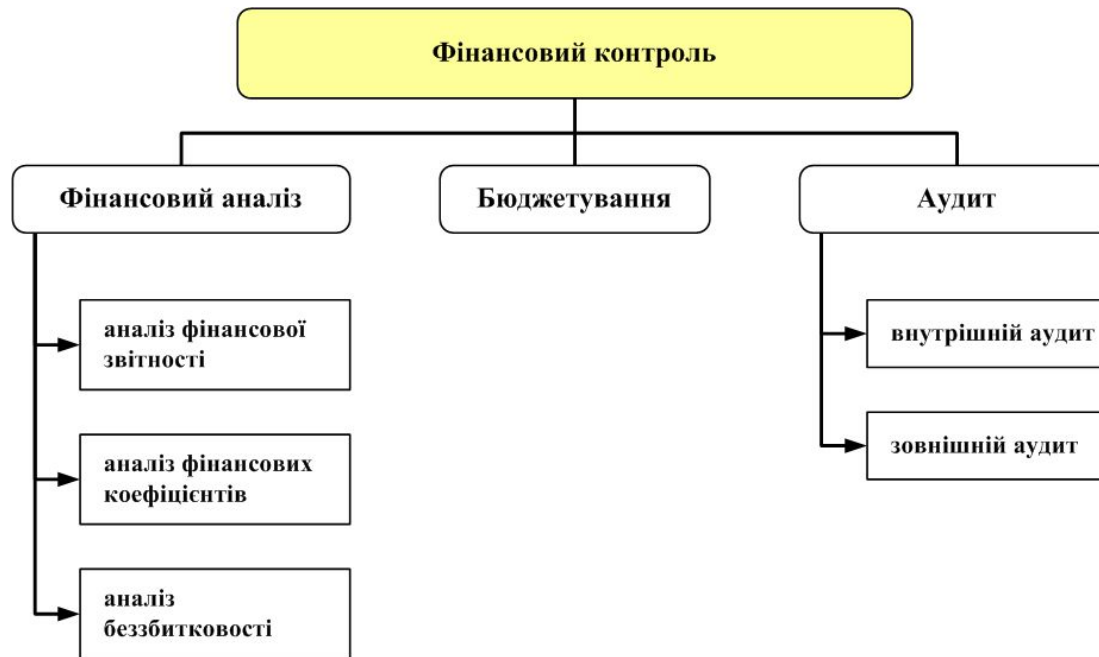 Фінансовий контроль
Фінансовий аналіз
Бюджетування
Аудит
аналіз фінансової
звітності
аналіз фінансових
коефіцієнтів
аналіз
беззбитковості
внутрішній аудит
зовнішній аудит